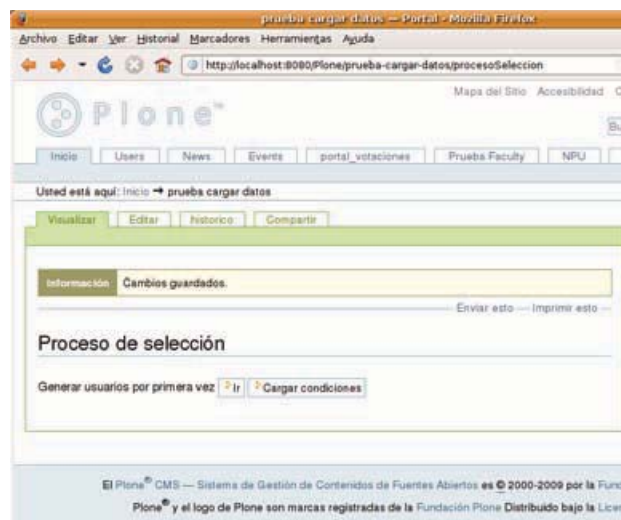 prueba cargar datos — Portal - Mozilla Firefox
Archivo Editar Ver Historial Marcadores Herramientas Ayuda
http://localhost:8080/Plone/prueba-cargar-datos/procesoSeleccion
Mapa del Sitio Accesibilidad
Plone™
Inicio Users News Events portal_votaciones Prueba Faculty NPU
Usted está aquí: Inicio → prueba cargar datos
Visualizar Editar historico Compartir
Información Cambios guardados.
Enviar esto — Imprimir esto —
Proceso de selección
Generar usuarios por primera vez Ir Cargar condiciones
El Plone® CMS — Sistema de Gestión de Contenidos de Fuentes Abiertos es © 2000-2009 por la
Plone® y el logo de Plone son marcas registradas de la Fundación Plone Distribuido bajo la